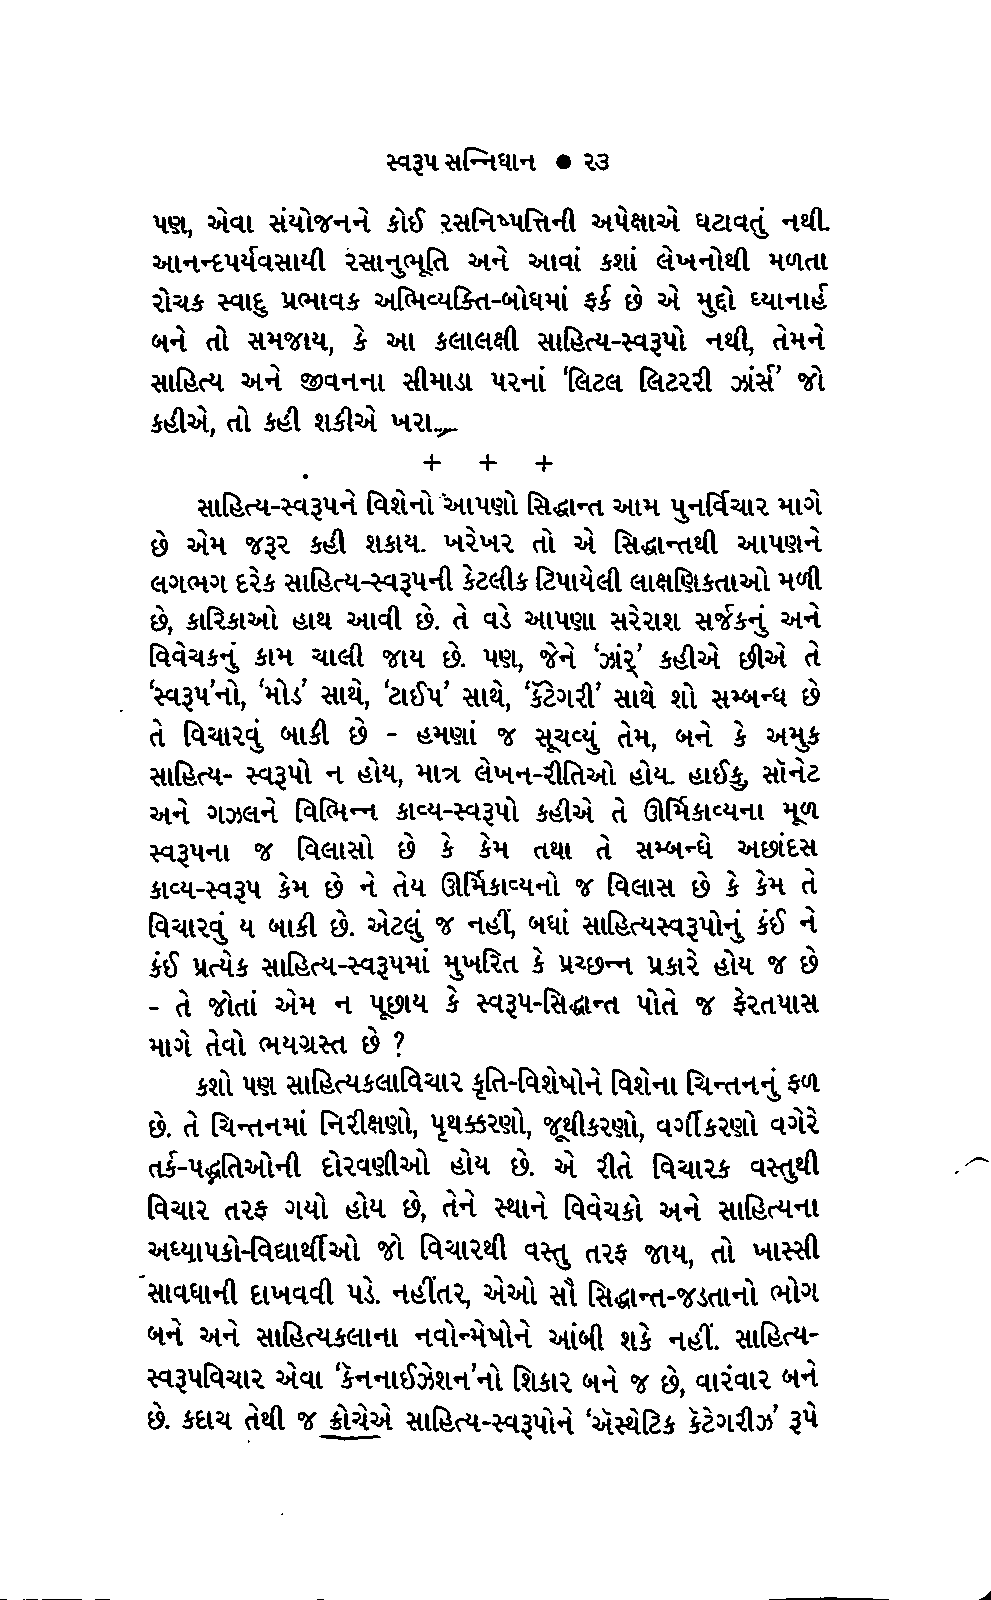 સ્વરૂપ સન્નિધાન ● ૨૩
પણ, એવા સંયોજનને કોઈ રસનિષ્પત્તિની અપેક્ષાએ ઘટાવતું નથી.
આનન્દપર્યવસાયી રસાનુભૂતિ અને આવાં કશાં લેખનોથી મળતા
રોચક સ્વાદુ પ્રભાવક અભિવ્યક્તિ-બોધમાં ફર્ક છે એ મુદ્દો ધ્યાનાર્હ
બને તો સમજાય, કે આ કલાલક્ષી સાહિત્ય-સ્વરૂપો નથી, તેમને
સાહિત્ય અને જીવનના સીમાડા પરનાં ‘લિટલ લિટરરી ઝાંર્સ’ જો
કહીએ, તો કહી શકીએ ખરા...
+ + +
સાહિત્ય-સ્વરૂપને વિશેનો આપણો સિદ્ધાન્ત આમ પુનર્વિચાર માગે
છે એમ જરૂર કહી શકાય. ખરેખર તો એ સિદ્ધાન્તથી આપણને
લગભગ દરેક સાહિત્ય-સ્વરૂપની કેટલીક ટિપાયેલી લાક્ષણિકતાઓ મળી
છે, કારિકાઓ હાથ આવી છે. તે વડે આપણા સરેરાશ સર્જકનું અને
વિવેચકનું કામ ચાલી જાય છે. પણ, જેને ‘ઝાંર્’ કહીએ છીએ તે
‘સ્વરૂપ’નો, ‘મોડ’ સાથે, ‘ટાઈપ’ સાથે, ‘કૅટેગરી’ સાથે શો સમ્બન્ધ છે
તે વિચારવું બાકી છે - હમણાં જ સૂચવ્યું તેમ, બને કે અમુક
સાહિત્ય- સ્વરૂપો ન હોય, માત્ર લેખન-રીતિઓ હોય. હાઈકુ, સૉનેટ
અને ગઝલને વિભિન્ન કાવ્ય-સ્વરૂપો કહીએ તે ઊર્મિકાવ્યના મૂળ
સ્વરૂપના જ વિલાસો છે કે કેમ તથા તે સમ્બન્ધે અછાંદસ
કાવ્ય-સ્વરૂપ કેમ છે ને તેય ઊર્મિકાવ્યનો જ વિલાસ છે કે કેમ તે
વિચારવું ય બાકી છે. એટલું જ નહીં, બધાં સાહિત્યસ્વરૂપોનું કંઈ ને
કંઈ પ્રત્યેક સાહિત્ય-સ્વરૂપમાં મુખરિત કે પ્રચ્છન્ન પ્રકારે હોય જ છે
- તે જોતાં એમ ન પૂછાય કે સ્વરૂપ-સિદ્ધાન્ત પોતે જ ફેરતપાસ
માગે તેવો ભયગ્રસ્ત છે ?
કશો પણ સાહિત્યકલાવિચાર કૃતિ-વિશેષોને વિશેના ચિન્તનનું ફળ
છે. તે ચિન્તનમાં નિરીક્ષણો, પૃથક્કરણો, જૂથીકરણો, વર્ગીકરણો વગેરે
તર્ક-પદ્ધતિઓની દોરવણીઓ હોય છે. એ રીતે વિચારક વસ્તુથી
વિચાર તરફ ગયો હોય છે, તેને સ્થાને વિવેચકો અને સાહિત્યના
અધ્યાપકો-વિદ્યાર્થીઓ જો વિચારથી વસ્તુ તરફ જાય, તો ખાસ્સી
સાવધાની દાખવવી પડે. નહીંતર, એઓ સૌ સિદ્ધાન્ત-જડતાનો ભોગ
બને અને સાહિત્યકલાના નવોન્મેષોને આંબી શકે નહીં. સાહિત્ય-
સ્વરૂપવિચાર એવા ‘કૅનનાઈઝેશન’નો શિકાર બને જ છે, વારંવાર બને
છે. કદાચ તેથી જ ક્રોચેએ સાહિત્ય-સ્વરૂપોને ‘ઍસ્થેટિક કૅટેગરીઝ’ રૂપે